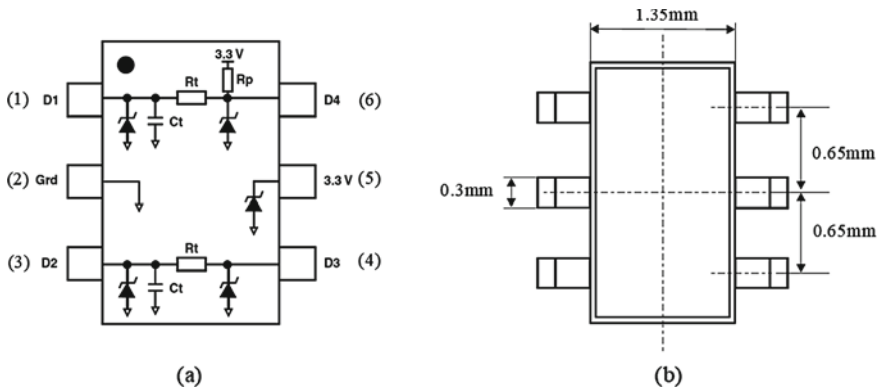 3.3 V
Rt Rp
(1) D1 D4 (6)
Ct
(2) Grd 3.3 V (5)
Rt
(3) D2 D3 (4)
Ct
(a)
1.35mm
0.65mm
0.3mm
0.65mm
(b)